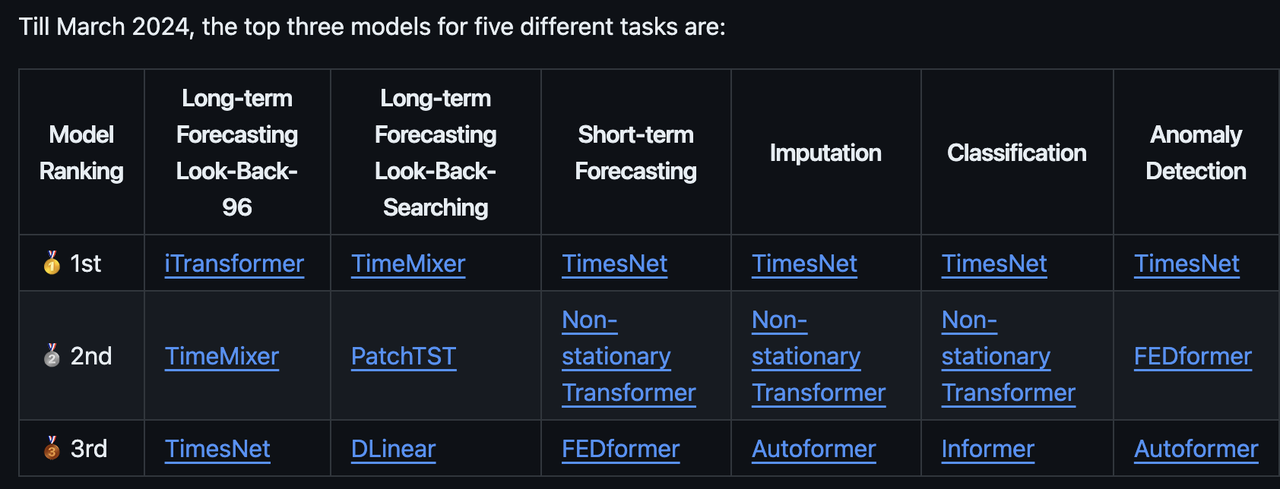 Till March 2024, the top three models for five different tasks are:
Model Ranking | Long-term Forecasting Look-Back-96 | Long-term Forecasting Look-Back-Searching | Short-term Forecasting | Imputation | Classification | Anomaly Detection
🥇 1st | iTransformer | TimeMixer | TimesNet | TimesNet | TimesNet | TimesNet
🥈 2nd | TimeMixer | PatchTST | Non-stationary Transformer | Non-stationary Transformer | Non-stationary Transformer | FEDformer
🥉 3rd | TimesNet | DLinear | FEDformer | Autoformer | Informer | Autoformer